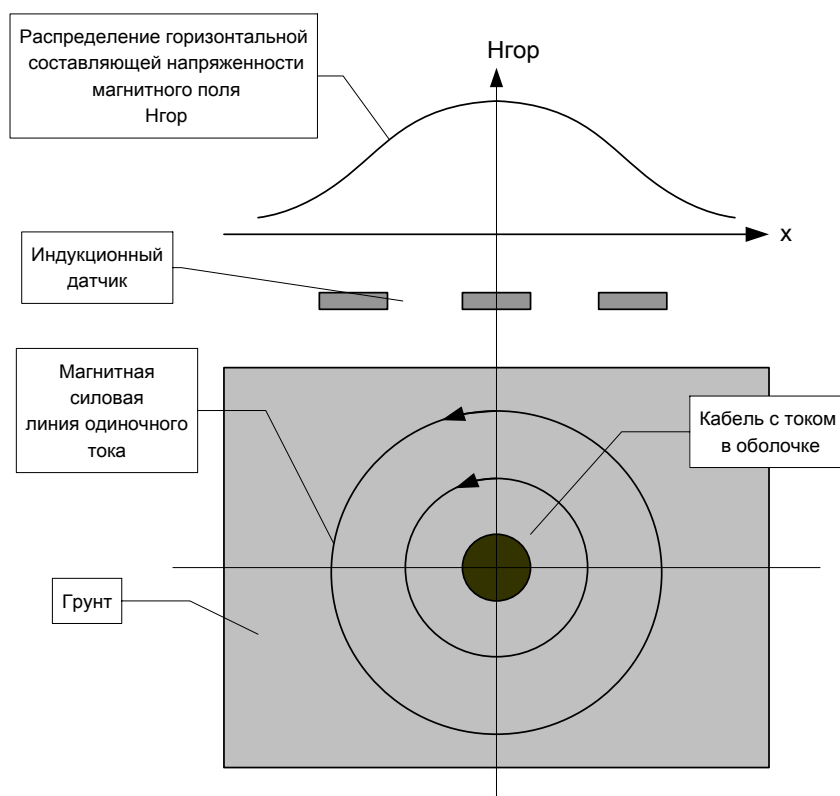 Распределение горизонтальной
составляющей напряженности
магнитного поля
Нгор
Нгор
x
Индукционный
датчик
Магнитная
силовая
линия одиночного
тока
Кабель с током
в оболочке
Грунт